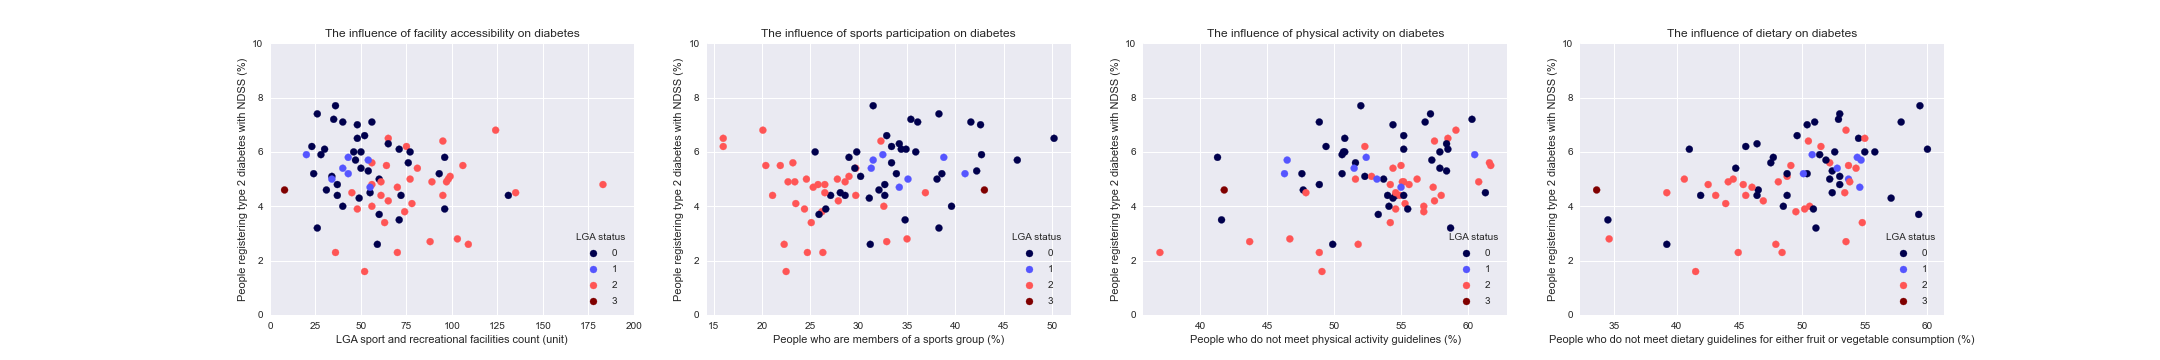 The influence of facility accessibility on diabetes
People registering type 2 diabetes with NDSS (%)
10
8
6
4
2
0
LGA status
0
1
2
3
0 25 50 75 100 125 150 175 200
LGA sport and recreational facilities count (unit)
The influence of sports participation on diabetes
People registering type 2 diabetes with NDSS (%)
10
8
6
4
2
0
LGA status
0
1
2
3
15 20 25 30 35 40 45 50
People who are members of a sports group (%)
The influence of physical activity on diabetes
People registering type 2 diabetes with NDSS (%)
10
8
6
4
2
0
LGA status
0
1
2
3
40 45 50 55 60
People who do not meet physical activity guidelines (%)
The influence of dietary on diabetes
People registering type 2 diabetes with NDSS (%)
10
8
6
4
2
0
LGA status
0
1
2
3
35 40 45 50 55 60
People who do not meet dietary guidelines for either fruit or vegetable consumption (%)